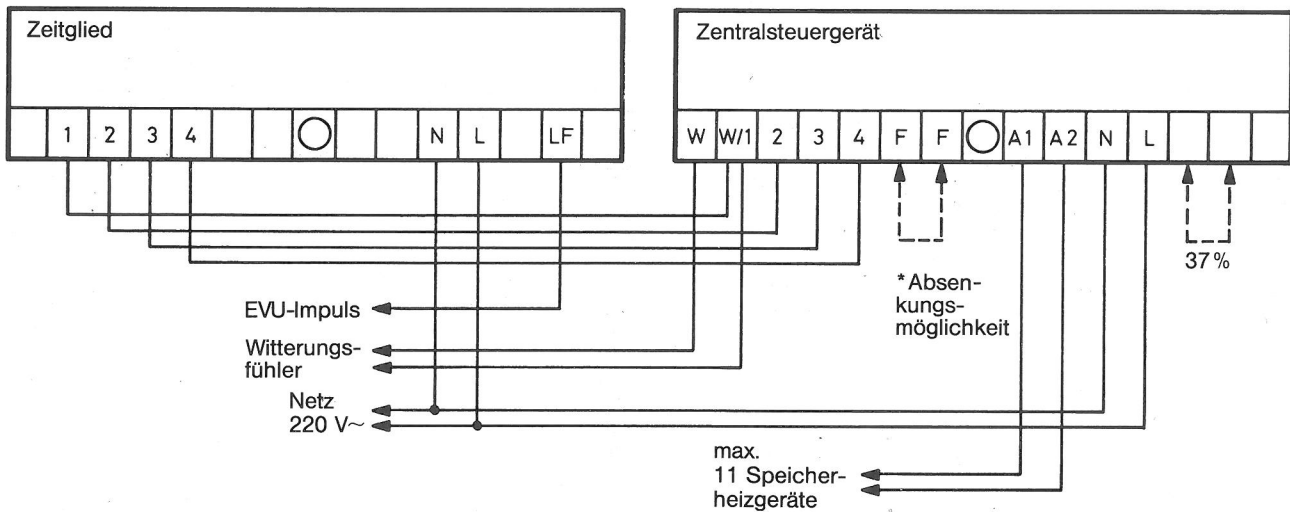 Zeitglied
1 2 3 4 N L LF
Zentralsteuergerät
W W/1 2 3 4 F F A1 A2 N L
EVU-Impuls
Witterungs-
fühler
Netz
220 V~
*Absen-
kungs-
möglichkeit
37%
max.
11 Speicher-
heizgeräte